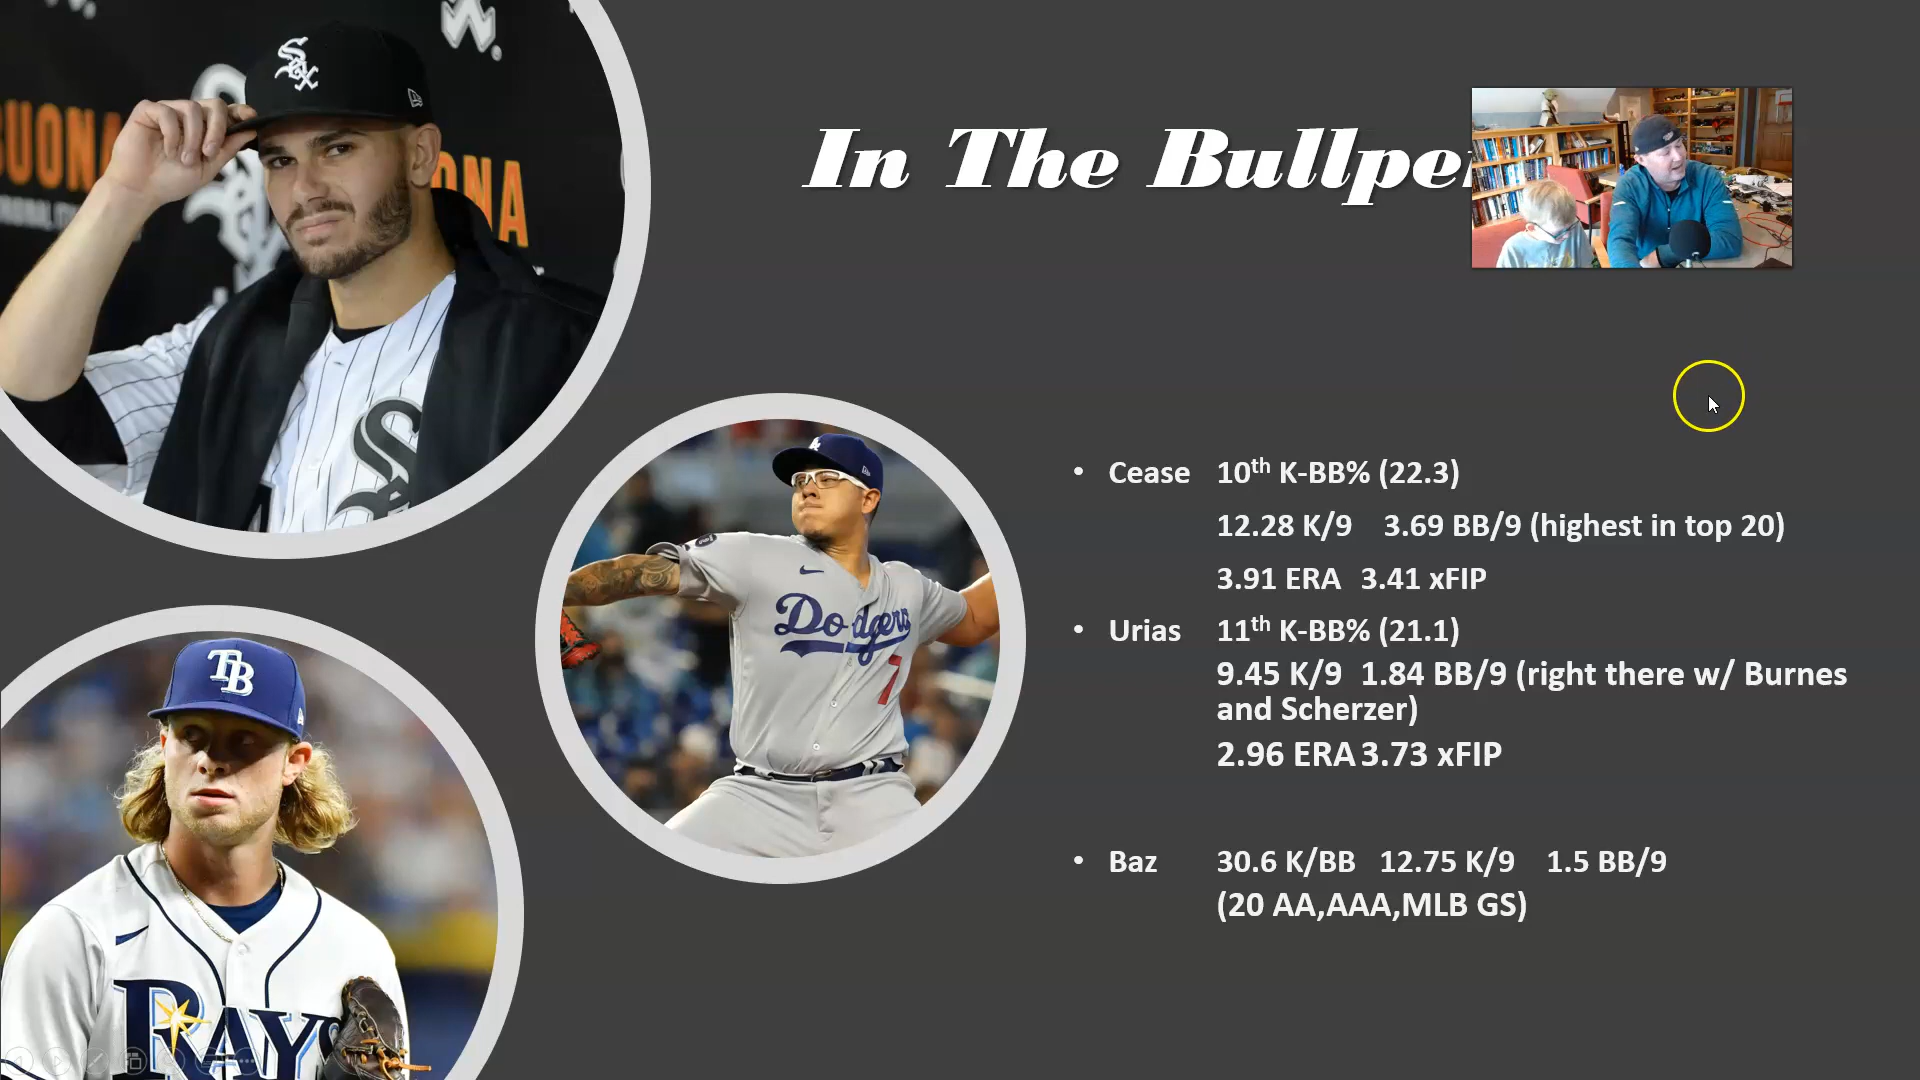 In The Bullpe
Cease 10th K-BB% (22.3)
12.28 K/9 3.69 BB/9 (highest in top 20)
3.91 ERA 3.41 xFIP
Urias 11th K-BB% (21.1)
9.45 K/9 1.84 BB/9 (right there w/ Burnes
and Scherzer)
2.96 ERA 3.73 xFIP
Baz 30.6 K/BB 12.75 K/9 1.5 BB/9
(20 AA,AAA,MLB GS)
Sox
BUONA
ONA
LA
Dodgers
7
TB
RAYS